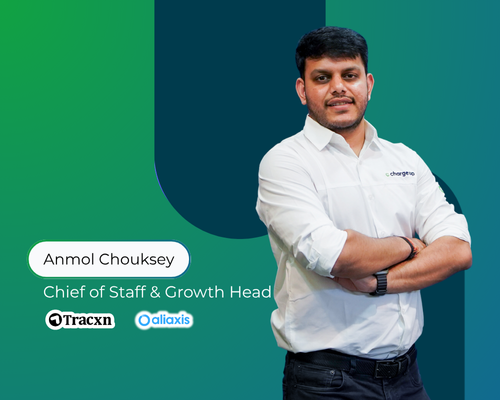 chargeup
Anmol Chouksey
Chief of Staff & Growth Head
Tracxn
aliaxis